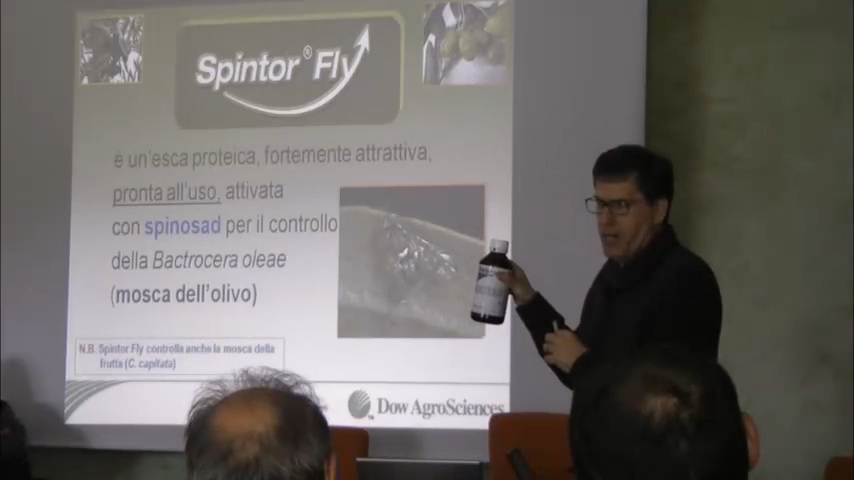 Spintor® Fly
è un'esca proteica, fortemente attrattiva,
pronta all'uso, attivata
con spinosad per il controllo
della Bactrocera oleae
(mosca dell'olivo)
N.B. Spintor Fly controlla anche la mosca della
frutta (C. capitata)
Dow AgroSciences